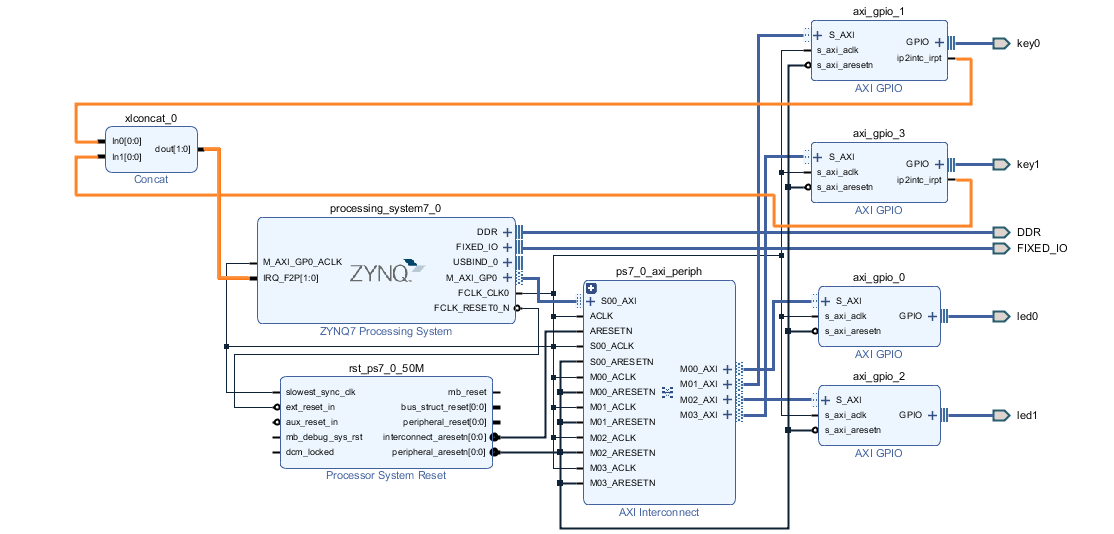 axi_gpio_1
S_AXI
s_axi_aclk
s_axi_aresetn
GPIO
ip2intc_irpt
AXI GPIO
key0
xlconcat_0
In0[0:0]
In1[0:0]
dout[1:0]
Concat
axi_gpio_3
S_AXI
s_axi_aclk
s_axi_aresetn
GPIO
ip2intc_irpt
AXI GPIO
key1
processing_system7_0
M_AXI_GP0_ACLK
IRQ_F2P[1:0]
ZYNQ
DDR
FIXED_IO
USBIND_0
M_AXI_GP0
FCLK_CLK0
FCLK_RESET0_N
ZYNQ7 Processing System
DDR
FIXED_IO
ps7_0_axi_periph
S00_AXI
ACLK
ARESETN
S00_ACLK
S00_ARESETN
M00_ACLK
M00_ARESETN
M01_ACLK
M01_ARESETN
M02_ACLK
M02_ARESETN
M03_ACLK
M03_ARESETN
M00_AXI
M01_AXI
M02_AXI
M03_AXI
AXI Interconnect
axi_gpio_0
S_AXI
s_axi_aclk
s_axi_aresetn
GPIO
AXI GPIO
led0
rst_ps7_0_50M
slowest_sync_clk
ext_reset_in
aux_reset_in
mb_debug_sys_rst
dcm_locked
mb_reset
bus_struct_reset[0:0]
peripheral_reset[0:0]
interconnect_aresetn[0:0]
peripheral_aresetn[0:0]
Processor System Reset
axi_gpio_2
S_AXI
s_axi_aclk
s_axi_aresetn
GPIO
AXI GPIO
led1